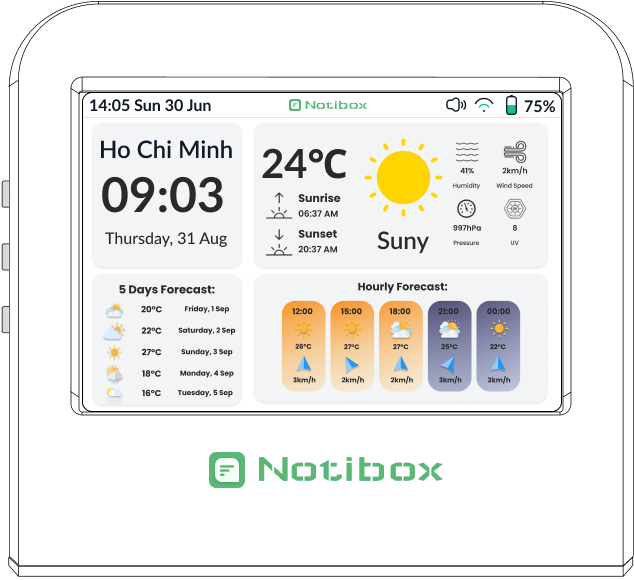 14:05 Sun 30 Jun
Notibox
75%
Ho Chi Minh
09:03
Thursday, 31 Aug
24°C
Sunrise
06:37 AM
Sunset
20:37 AM
Suny
41%
Humidity
2km/h
Wind Speed
997hPa
Pressure
8
UV
5 Days Forecast:
20°C Friday, 1 Sep
22°C Saturday, 2 Sep
27°C Sunday, 3 Sep
18°C Monday, 4 Sep
16°C Tuesday, 5 Sep
Hourly Forecast:
12:00 15:00 18:00 21:00 00:00
26°C 27°C 27°C 25°C 22°C
3km/h 2km/h 2km/h 3km/h 3km/h
Notibox